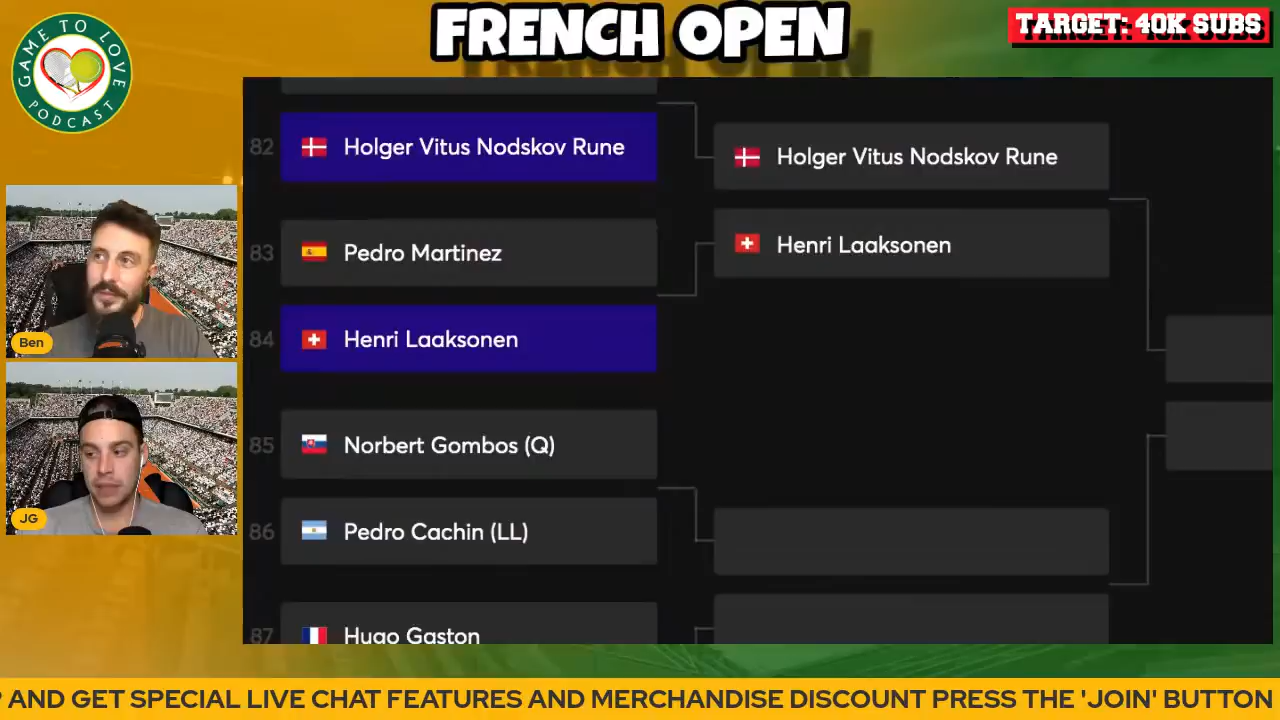 GAME TO LOVE
PODCAST
FRENCH OPEN
TARGET: 40K SUBS
82
Holger Vitus Nodskov Rune
Holger Vitus Nodskov Rune
83
Pedro Martinez
Henri Laaksonen
84
Henri Laaksonen
85
Norbert Gombos (Q)
86
Pedro Cachin (LL)
87
Hugo Gaston
Ben
JG
AND GET SPECIAL LIVE CHAT FEATURES AND MERCHANDISE DISCOUNT PRESS THE 'JOIN' BUTTON